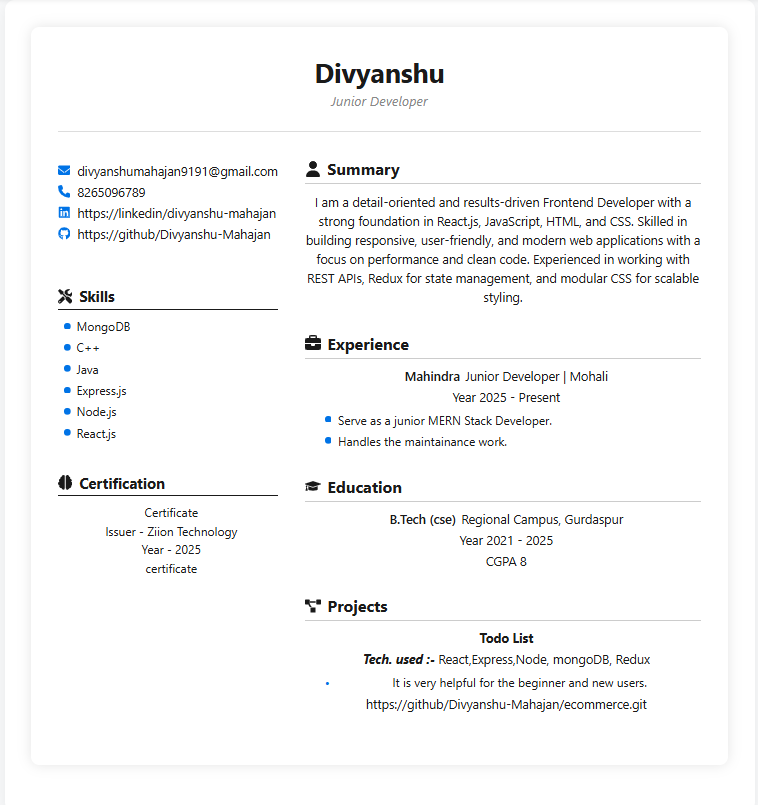 Divyanshu
Junior Developer
divyanshumahajan9191@gmail.com
8265096789
https://linkedin/divyanshu-mahajan
https://github/Divyanshu-Mahajan
Skills
MongoDB
C++
Java
Express.js
Node.js
React.js
Certification
Certificate
Issuer - Ziion Technology
Year - 2025
certificate
Summary
I am a detail-oriented and results-driven Frontend Developer with a
strong foundation in React.js, JavaScript, HTML, and CSS. Skilled in
building responsive, user-friendly, and modern web applications with a
focus on performance and clean code. Experienced in working with
REST APIs, Redux for state management, and modular CSS for scalable
styling.
Experience
Mahindra Junior Developer | Mohali
Year 2025 - Present
Serve as a junior MERN Stack Developer.
Handles the maintainance work.
Education
B.Tech (cse) Regional Campus, Gurdaspur
Year 2021 - 2025
CGPA 8
Projects
Todo List
Tech. used :- React,Express,Node, mongoDB, Redux
It is very helpful for the beginner and new users.
https://github/Divyanshu-Mahajan/ecommerce.git